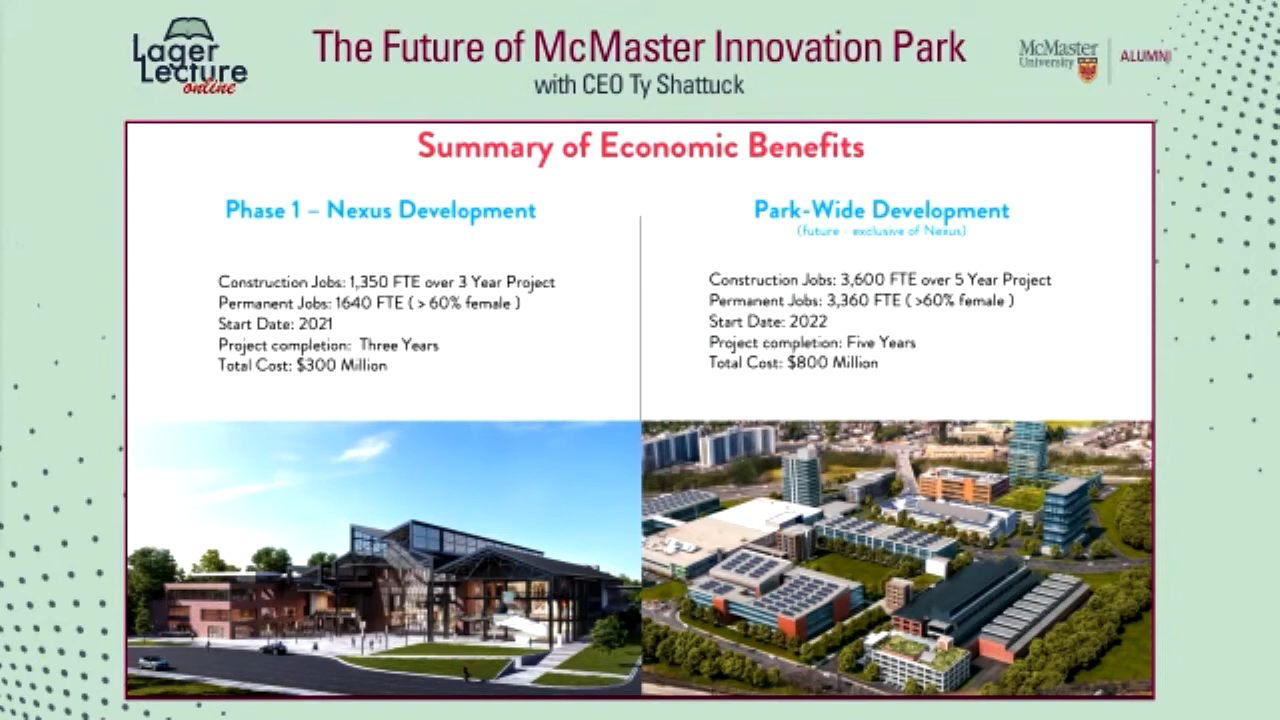 Lager
Lecture
online
The Future of McMaster Innovation Park
with CEO Ty Shattuck
McMaster
University
ALUMNI
Summary of Economic Benefits
Phase 1 – Nexus Development
Construction Jobs: 1,350 FTE over 3 Year Project
Permanent Jobs: 1640 FTE ( > 60% female )
Start Date: 2021
Project completion:  Three Years
Total Cost: $300 Million
Park-Wide Development
(future - exclusive of Nexus)
Construction Jobs: 3,600 FTE over 5 Year Project
Permanent Jobs: 3,360 FTE ( >60% female )
Start Date: 2022
Project completion: Five Years
Total Cost: $800 Million